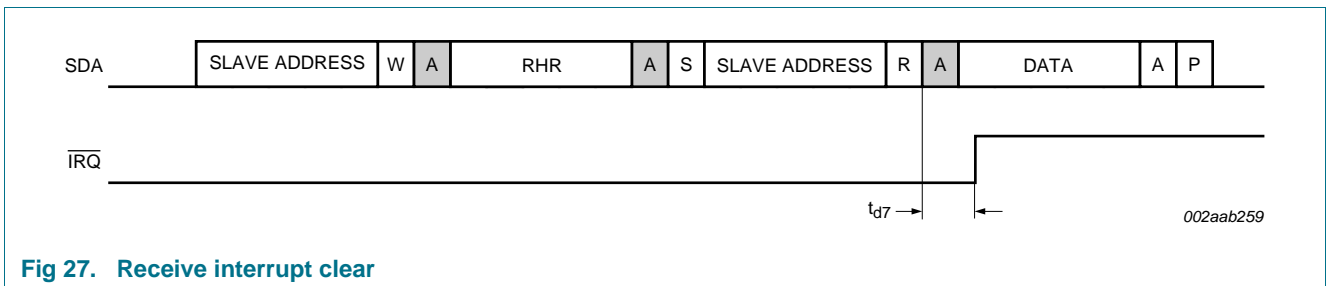 SDA SLAVE ADDRESS W A RHR A S SLAVE ADDRESS R A DATA A P
IRQ
td7
002aab259
Fig 27. Receive interrupt clear